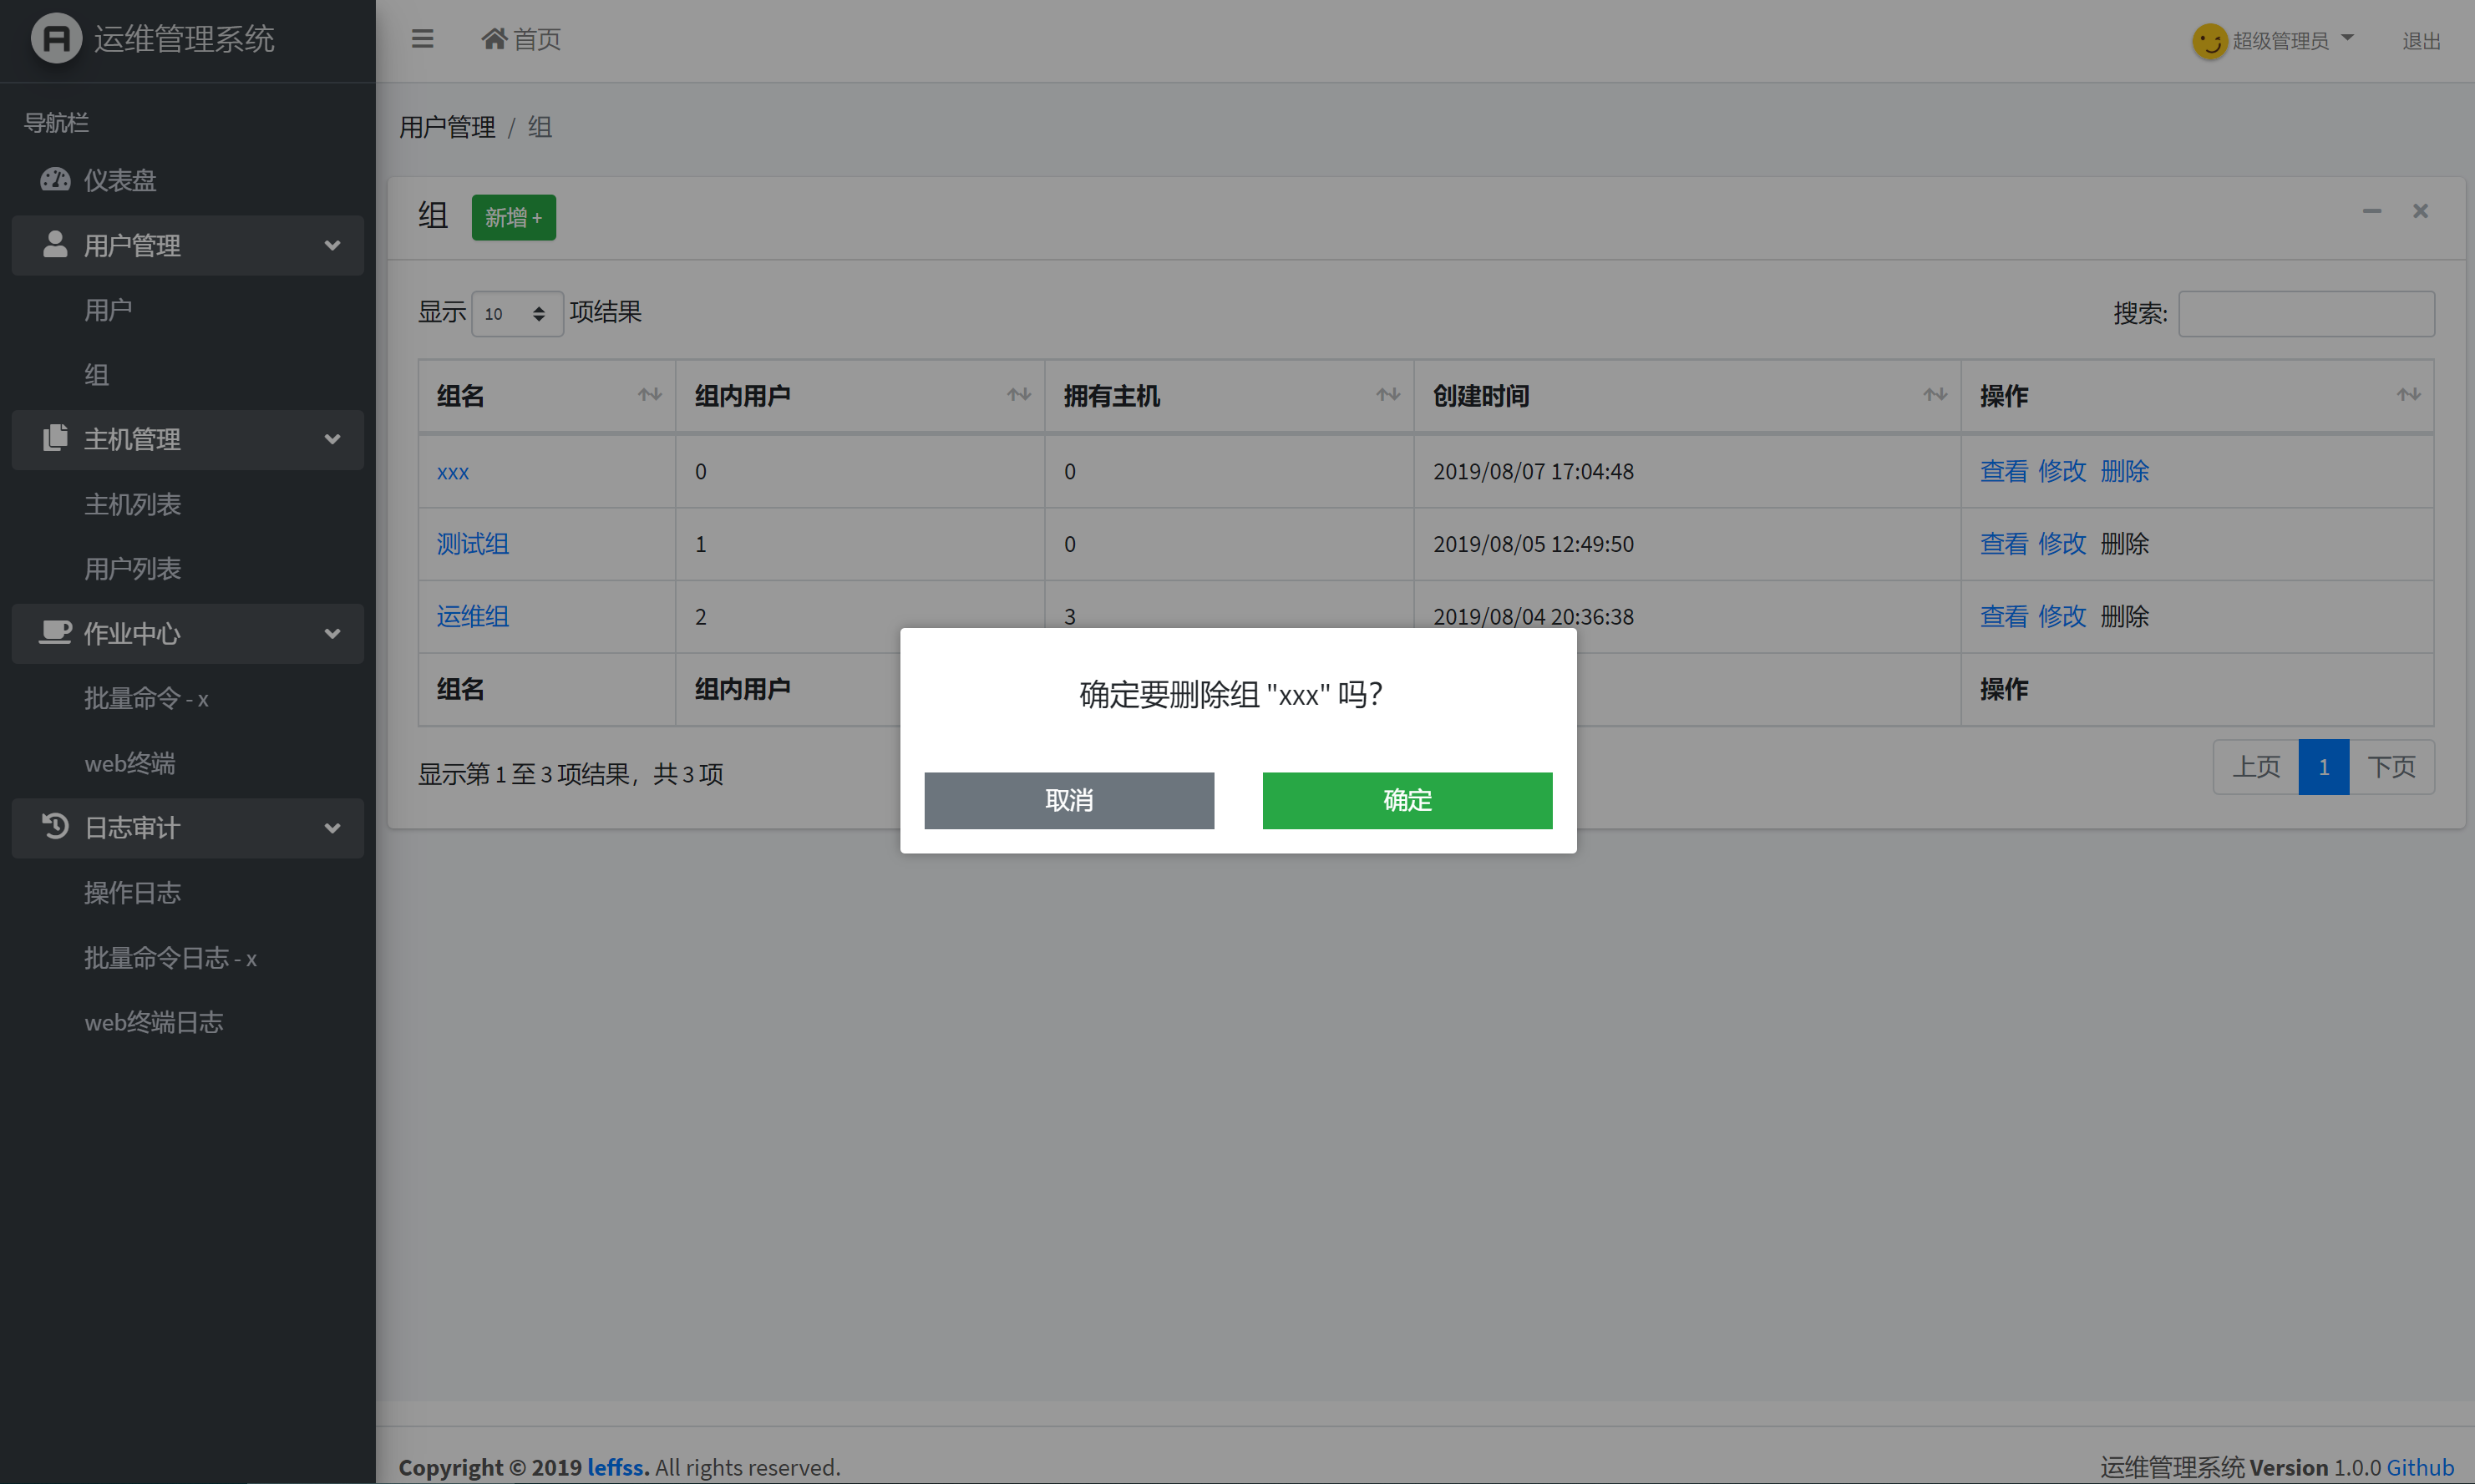 运维管理系统
首页
超级管理员
退出
导航栏
仪表盘
用户管理
用户
组
主机管理
主机列表
用户列表
作业中心
批量命令 - x
web终端
日志审计
操作日志
批量命令日志 - x
web终端日志
用户管理 / 组
组 新增 +
显示 10 项结果
搜索:
组名 组内用户 拥有主机 创建时间 操作
xxx 0 0 2019/08/07 17:04:48 查看 修改 删除
测试组 1 0 2019/08/05 12:49:50 查看 修改 删除
运维组 2 3 2019/08/04 20:36:38 查看 修改 删除
组名 组内用户 操作
确定要删除组 "xxx" 吗？
取消 确定
显示第 1 至 3 项结果，共 3 项
上页 1 下页
Copyright © 2019 leffss. All rights reserved.
运维管理系统 Version 1.0.0 Github